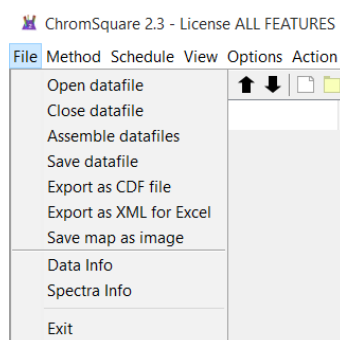 ChromSquare 2.3 - License ALL FEATURES
File Method Schedule View Options Action
Open datafile
Close datafile
Assemble datafiles
Save datafile
Export as CDF file
Export as XML for Excel
Save map as image
Data Info
Spectra Info
Exit